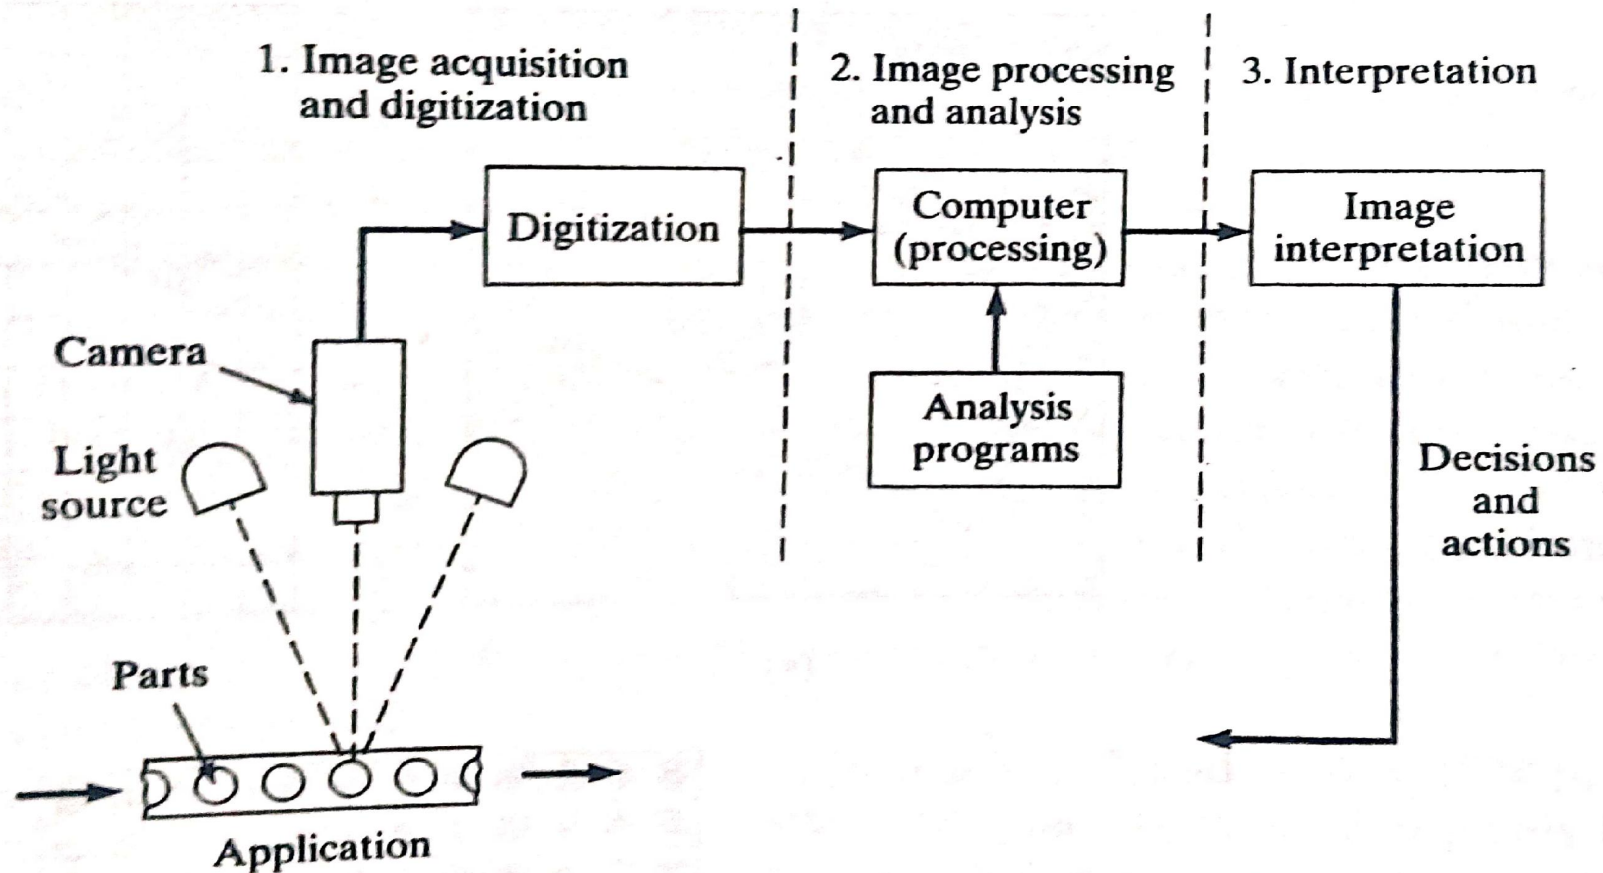 1. Image acquisition
and digitization
2. Image processing
and analysis
3. Interpretation
Digitization
Computer
(processing)
Image
interpretation
Camera
Analysis
programs
Light
source
Decisions
and
actions
Parts
Application